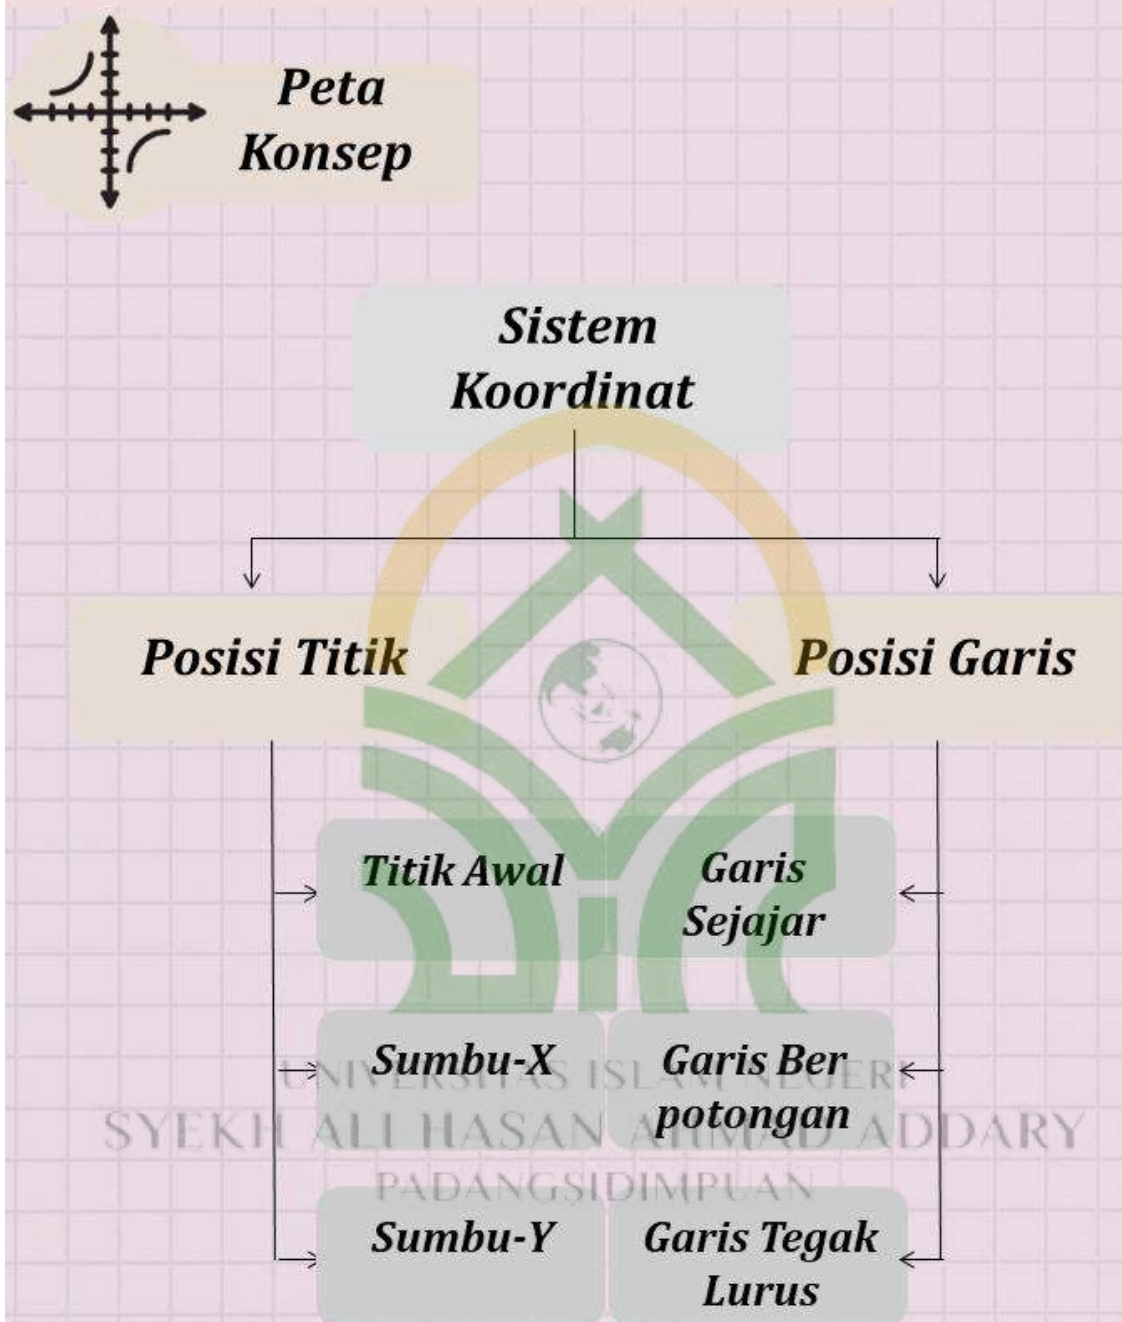 Peta
Konsep
Sistem
Koordinat
Posisi Titik
Posisi Garis
Titik Awal
Garis
Sejajar
Sumbu-X
Garis Ber
potongan
UNIVERSITAS ISLAM NEGERI
SYEKH ALI HASAN AHMAD ADDARY
PADANGSIDIMPUAN
Sumbu-Y
Garis Tegak
Lurus